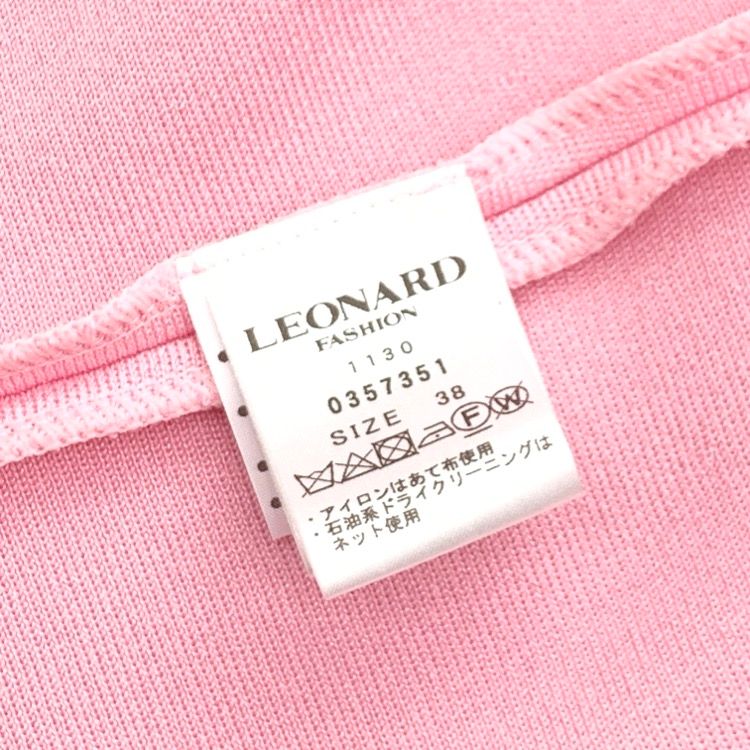 LEONARD
FASHION
1130
0357351
SIZE 38
F W
・アイロンはあて布使用
・石油系ドライクリーニングは
ネット使用